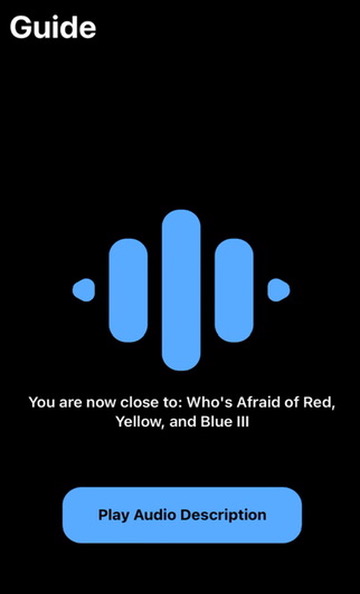 Guide
You are now close to: Who's Afraid of Red,
Yellow, and Blue III
Play Audio Description